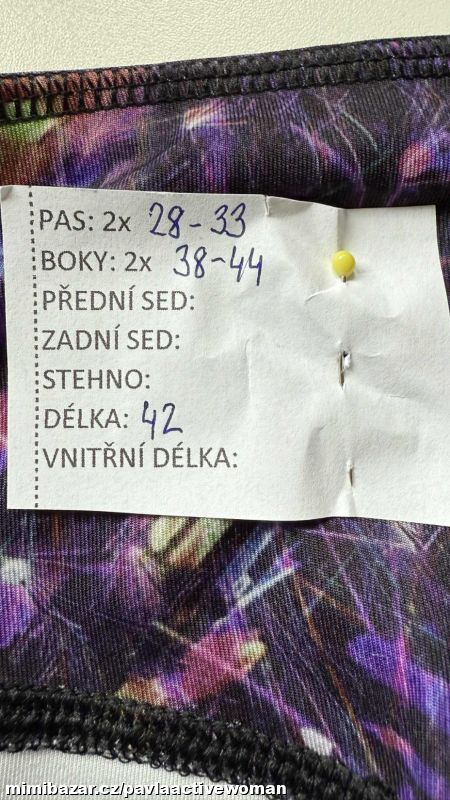 PAS: 2x 28-33
BOKY: 2x 38-44
PŘEDNÍ SED:
ZADNÍ SED:
STEHNO:
DÉLKA: 42
VNITŘNÍ DÉLKA:
mimibazar.cz/pavlaactivewoman